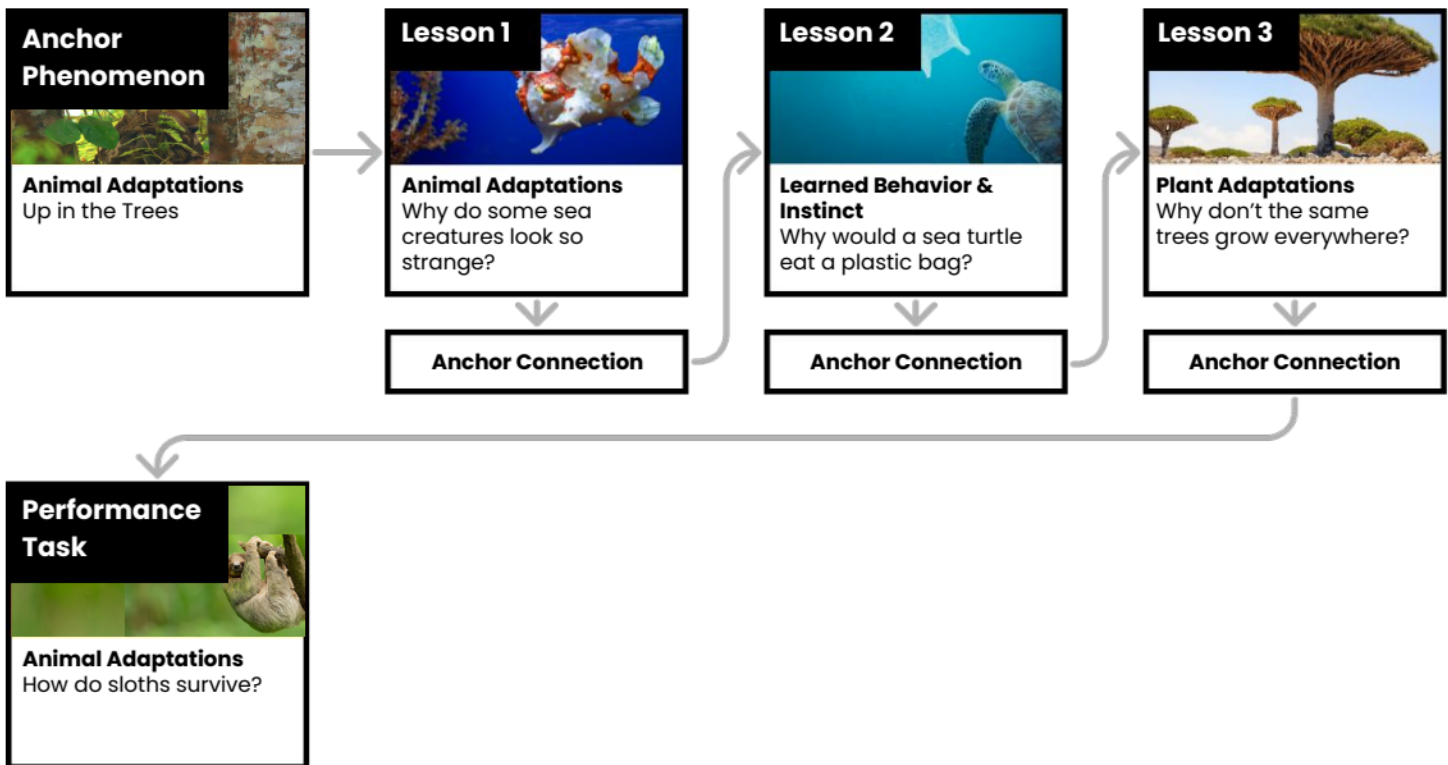 Anchor
Phenomenon
Animal Adaptations
Up in the Trees
Lesson 1
Animal Adaptations
Why do some sea
creatures look so
strange?
Anchor Connection
Lesson 2
Learned Behavior &
Instinct
Why would a sea turtle
eat a plastic bag?
Anchor Connection
Lesson 3
Plant Adaptations
Why don’t the same
trees grow everywhere?
Anchor Connection
Performance
Task
Animal Adaptations
How do sloths survive?